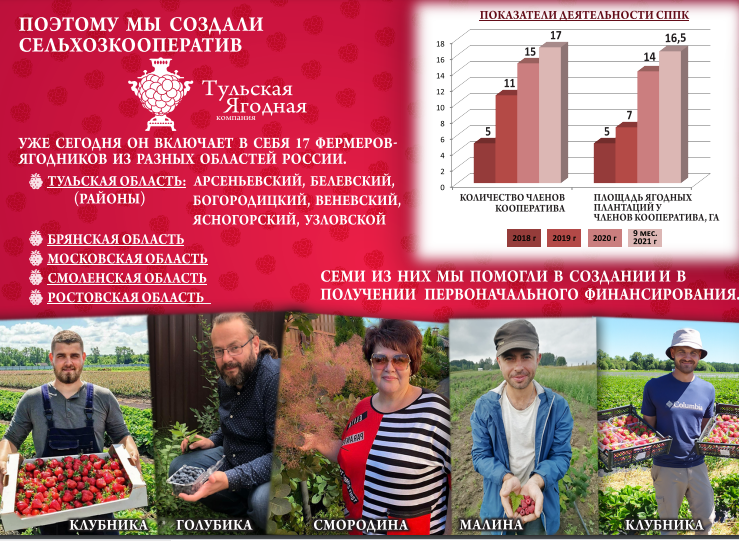 ПОЭТОМУ МЫ СОЗДАЛИ
СЕЛЬХОЗКООПЕРАТИВ
Тульская
Ягодная
компания
УЖЕ СЕГОДНЯ ОН ВКЛЮЧАЕТ В СЕБЯ 17 ФЕРМЕРОВ-
ЯГОДНИКОВ ИЗ РАЗНЫХ ОБЛАСТЕЙ РОССИИ.
ТУЛЬСКАЯ ОБЛАСТЬ: АРСЕНЬЕВСКИЙ, БЕЛЕВСКИЙ,
(РАЙОНЫ) БОГОРОДИЦКИЙ, ВЕНЕВСКИЙ,
ЯСНОГОРСКИЙ, УЗЛОВСКОЙ
БРЯНСКАЯ ОБЛАСТЬ
МОСКОВСКАЯ ОБЛАСТЬ
СМОЛЕНСКАЯ ОБЛАСТЬ
РОСТОВСКАЯ ОБЛАСТЬ
ПОКАЗАТЕЛИ ДЕЯТЕЛЬНОСТИ СППК
18
16
14
12
10
8
6
4
2
0
5 11 15 17
5 7 14 16,5
КОЛИЧЕСТВО ЧЛЕНОВ
КООПЕРАТИВА
ПЛОЩАДЬ ЯГОДНЫХ
ПЛАНТАЦИЙ У
ЧЛЕНОВ КООПЕРАТИВА, ГА
2018 г 2019 г 2020 г 9 мес.
2021 г
СЕМИ ИЗ НИХ МЫ ПОМОГЛИ В СОЗДАНИИ И В
ПОЛУЧЕНИИ ПЕРВОНАЧАЛЬНОГО ФИНАНСИРОВАНИЯ.
Columbia
КЛУБНИКА ГОЛУБИКА СМОРОДИНА МАЛИНА КЛУБНИКА